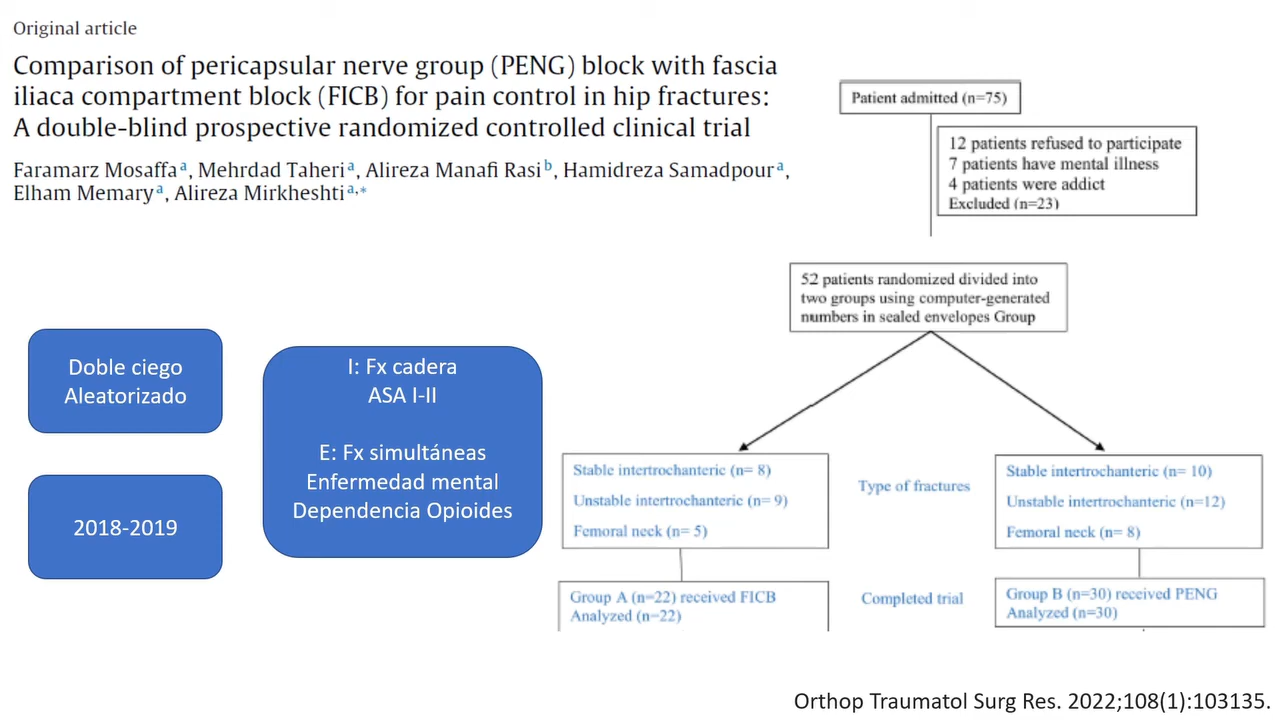 Original article
Comparison of pericapsular nerve group (PENG) block with fascia
iliaca compartment block (FICB) for pain control in hip fractures:
A double-blind prospective randomized controlled clinical trial
Faramarz Mosaffa a, Mehrdad Taheri a, Alireza Manafi Rasi b, Hamidreza Samadpour a,
Elham Memary a, Alireza Mirkheshti a,*
Patient admitted (n=75)
12 patients refused to participate
7 patients have mental illness
4 patients were addict
Excluded (n=23)
52 patients randomized divided into
two groups using computer-generated
numbers in sealed envelopes Group
Doble ciego
Aleatorizado
2018-2019
I: Fx cadera
ASA I-II
E: Fx simultáneas
Enfermedad mental
Dependencia Opioides
Stable intertrochanteric (n= 8)
Unstable intertrochanteric (n= 9)
Femoral neck (n= 5)
Type of fractures
Stable intertrochanteric (n= 10)
Unstable intertrochanteric (n=12)
Femoral neck (n= 8)
Group A (n=22) received FICB
Analyzed (n=22)
Completed trial
Group B (n=30) received PENG
Analyzed (n=30)
Orthop Traumatol Surg Res. 2022;108(1):103135.